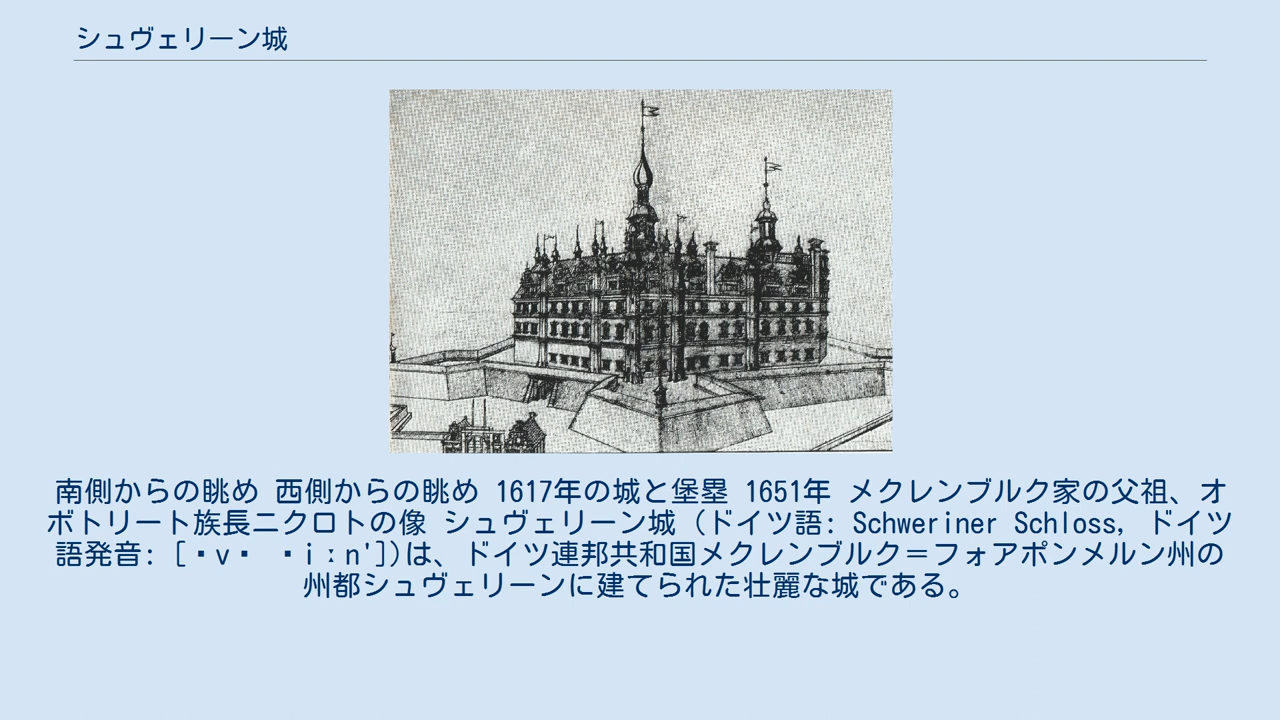 シュヴェリーン城
南側からの眺め 西側からの眺め 1617年の城と堡塁 1651年 メクレンブルク家の父祖、オ
ボトリート族長ニクロトの像 シュヴェリーン城（ドイツ語: Schweriner Schloss, ドイツ
語発音: [▪v▪ ▪iːn'])は、ドイツ連邦共和国メクレンブルク＝フォアポンメルン州の
州都シュヴェリーンに建てられた壮麗な城である。